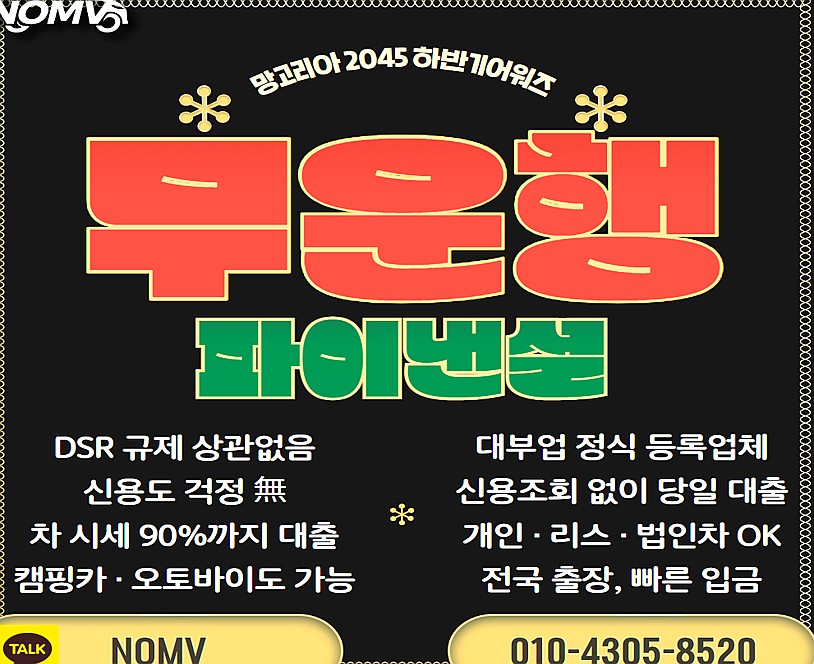 NOMV
망고리아 2045 하반기어워즈
무운행
파이낸셜
DSR 규제 상관없음
신용도 걱정 無
차 시세 90%까지 대출
캠핑카 · 오토바이도 가능
대부업 정식 등록업체
신용조회 없이 당일 대출
개인 · 리스 · 법인차 OK
전국 출장, 빠른 입금
TALK
NOMV
010-4305-8520